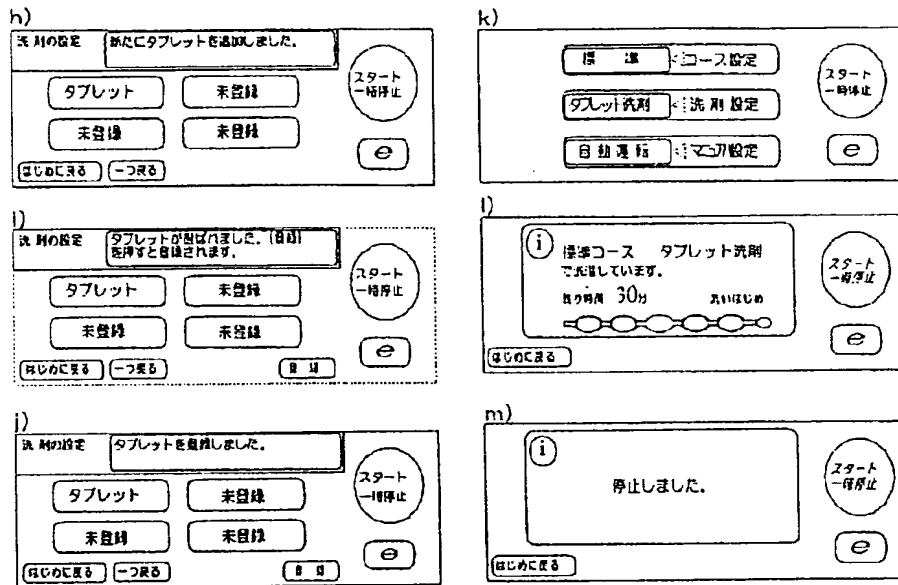 h)
洗剤の設定
新たにタブレットを追加しました。
タブレット 未登録
未登録 未登録
はじめに戻る 一つ戻る
スタート
一時停止
e
i)
洗剤の設定
タブレットが選ばれました。[登録]
を押すと登録されます。
タブレット 未登録
未登録 未登録
はじめに戻る 一つ戻る 登録
スタート
一時停止
e
j)
洗剤の設定
タブレットを登録しました。
タブレット 未登録
未登録 未登録
はじめに戻る 一つ戻る 登録
スタート
一時停止
e
k)
標準 コース設定
タブレット洗剤 洗剤設定
自動運転 マニュアル設定
スタート
一時停止
e
l)
i
標準コース タブレット洗剤
で洗濯しています。
残り時間 30分 洗いはじめ
はじめに戻る
スタート
一時停止
e
m)
i
停止しました。
はじめに戻る
スタート
一時停止
e